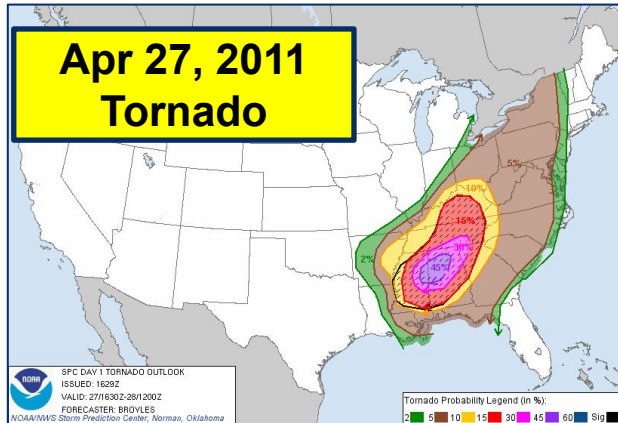 Apr 27, 2011
Tornado
5%
10%
15%
30%
2%
45%
NOAA
SPC DAY 1 TORNADO OUTLOOK
ISSUED: 1629Z
VALID: 27/1630Z-28/1200Z
FORECASTER: BROYLES
NOAA/NWS Storm Prediction Center, Norman, Oklahoma
Tornado Probability Legend (in %):
2 5 10 15 30 45 60 Sig